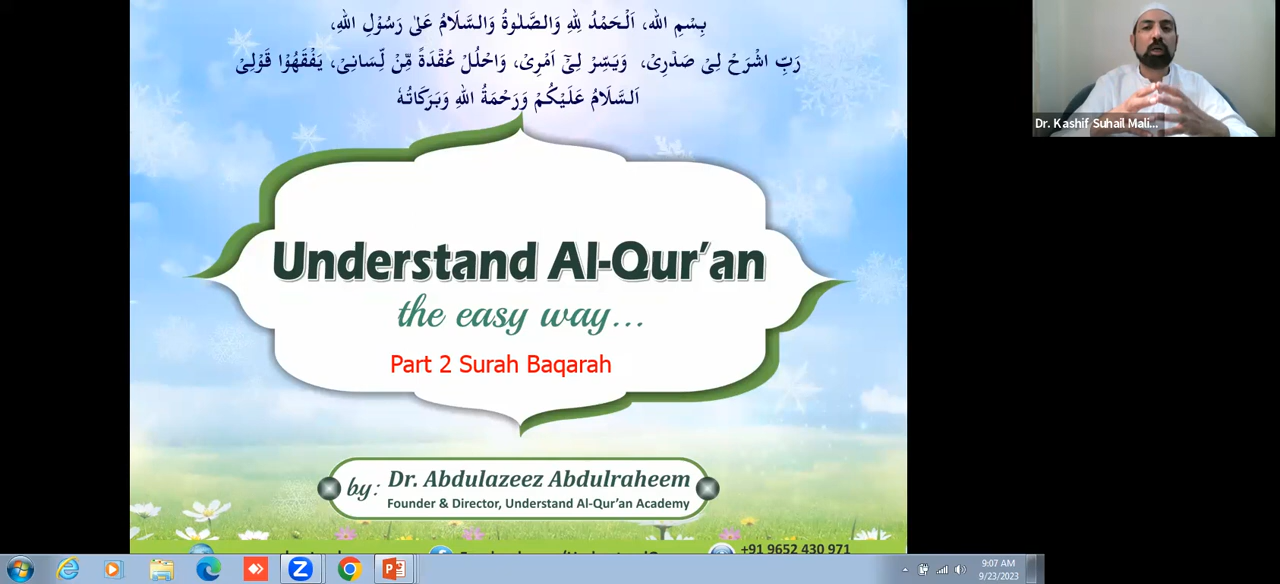 بِسْمِ اللهِ، اَلْحَمْدُ لِلّٰهِ وَالصَّلٰوةُ وَالسَّلَامُ عَلٰى رَسُوْلِ اللهِ،
رَبِّ اشْرَحْ لِیْ صَدْرِیْ، وَیَسِّرْ لِیْۤ اَمْرِیْ، وَاحْلُلْ عُقْدَةً مِّنْ لِّسَانِیْ، یَفْقَهُوْا قَوْلِیْ
اَلسَّلَامُ عَلَیْكُمْ وَرَحْمَةُ اللهِ وَبَرَكَاتُهٗ
Dr. Kashif Suhail Mali...
Understand Al-Qur'an
the easy way...
Part 2 Surah Baqarah
by: Dr. Abdulazeez Abdulraheem
Founder & Director, Understand Al-Qur'an Academy
+91 9652 430 971
9:07 AM
9/23/2023